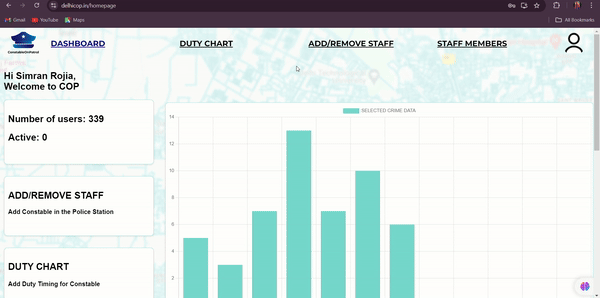 delhicop.in/homepage
Gmail YouTube Maps All Bookmarks
ConstableOnPatrol
DASHBOARD DUTY CHART ADD/REMOVE STAFF STAFF MEMBERS
Hi Simran Rojia,
Welcome to COP
Number of users: 339
Active: 0
ADD/REMOVE STAFF
Add Constable in the Police Station
DUTY CHART
Add Duty Timing for Constable
SELECTED CRIME DATA
14
12
10
8
6
4
2